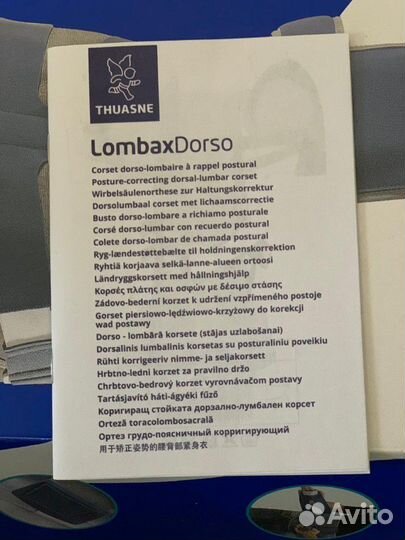 THUASNE
LombaxDorso
Corset dorso-lombaire à rappel postural
Posture-correcting dorsal-lumbar corset
Wirbelsäulenorthese zur Haltungskorrektur
Dorsolumbaal corset met lichaamscorrectie
Busto dorso-lombare a richiamo posturale
Corsé dorso-lumbar con recuerdo postural
Colete dorso-lombar de chamada postural
Ryg-lændestøttebælte til holdningenskorrektion
Ryhtiä korjaava selkä-lanne-alueen ortoosi
Ländryggskorsett med hållningshjälp
Κορσές πλάτης και οσφύων με δέσιμο στάσης
Zádovo-bederní korzet k udržení vzpřímeného postoje
Gorset piersiowo-lędźwiowo-krzyżowy do korekcji
wad postawy
Dorso - lombārā korsete (stājas uzlabošanai)
Dorsalinis lumbalinis korsetas su posturaliniu poveikiu
Rühti korrigeeriv nimme- ja seljakorsett
Hrbtno-ledni korzet za pravilno držo
Chrbtovo-bedrový korzet vyrovnávačom postavy
Tartásjavító háti-ágyéki fűző
Коригиращ стойката дорзално-лумбален корсет
Orteză toracolombosacrală
Ортез грудо-поясничный корригирующий
用于矫正姿势的腰背部紧身衣
Avito